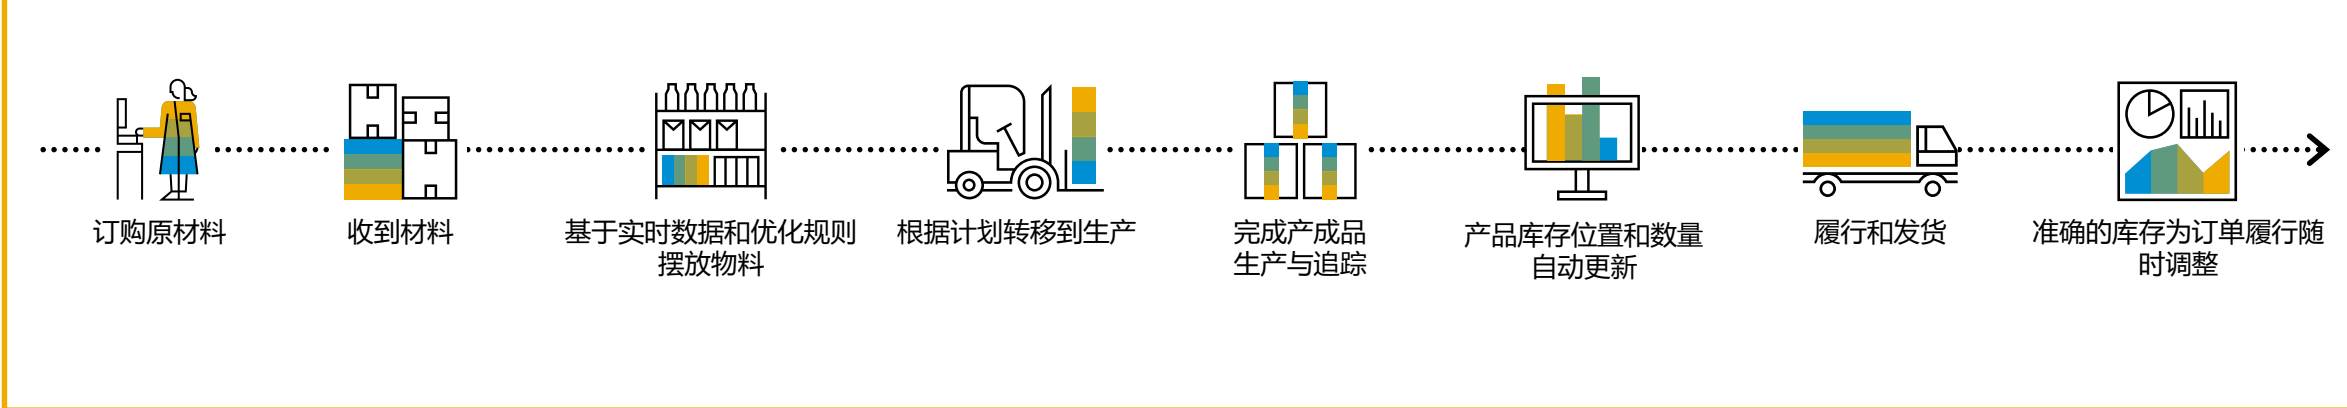 订购原材料
收到材料
基于实时数据和优化规则
摆放物料
根据计划转移到生产
完成产成品
生产与追踪
产品库存位置和数量
自动更新
履行和发货
准确的库存为订单履行随
时调整